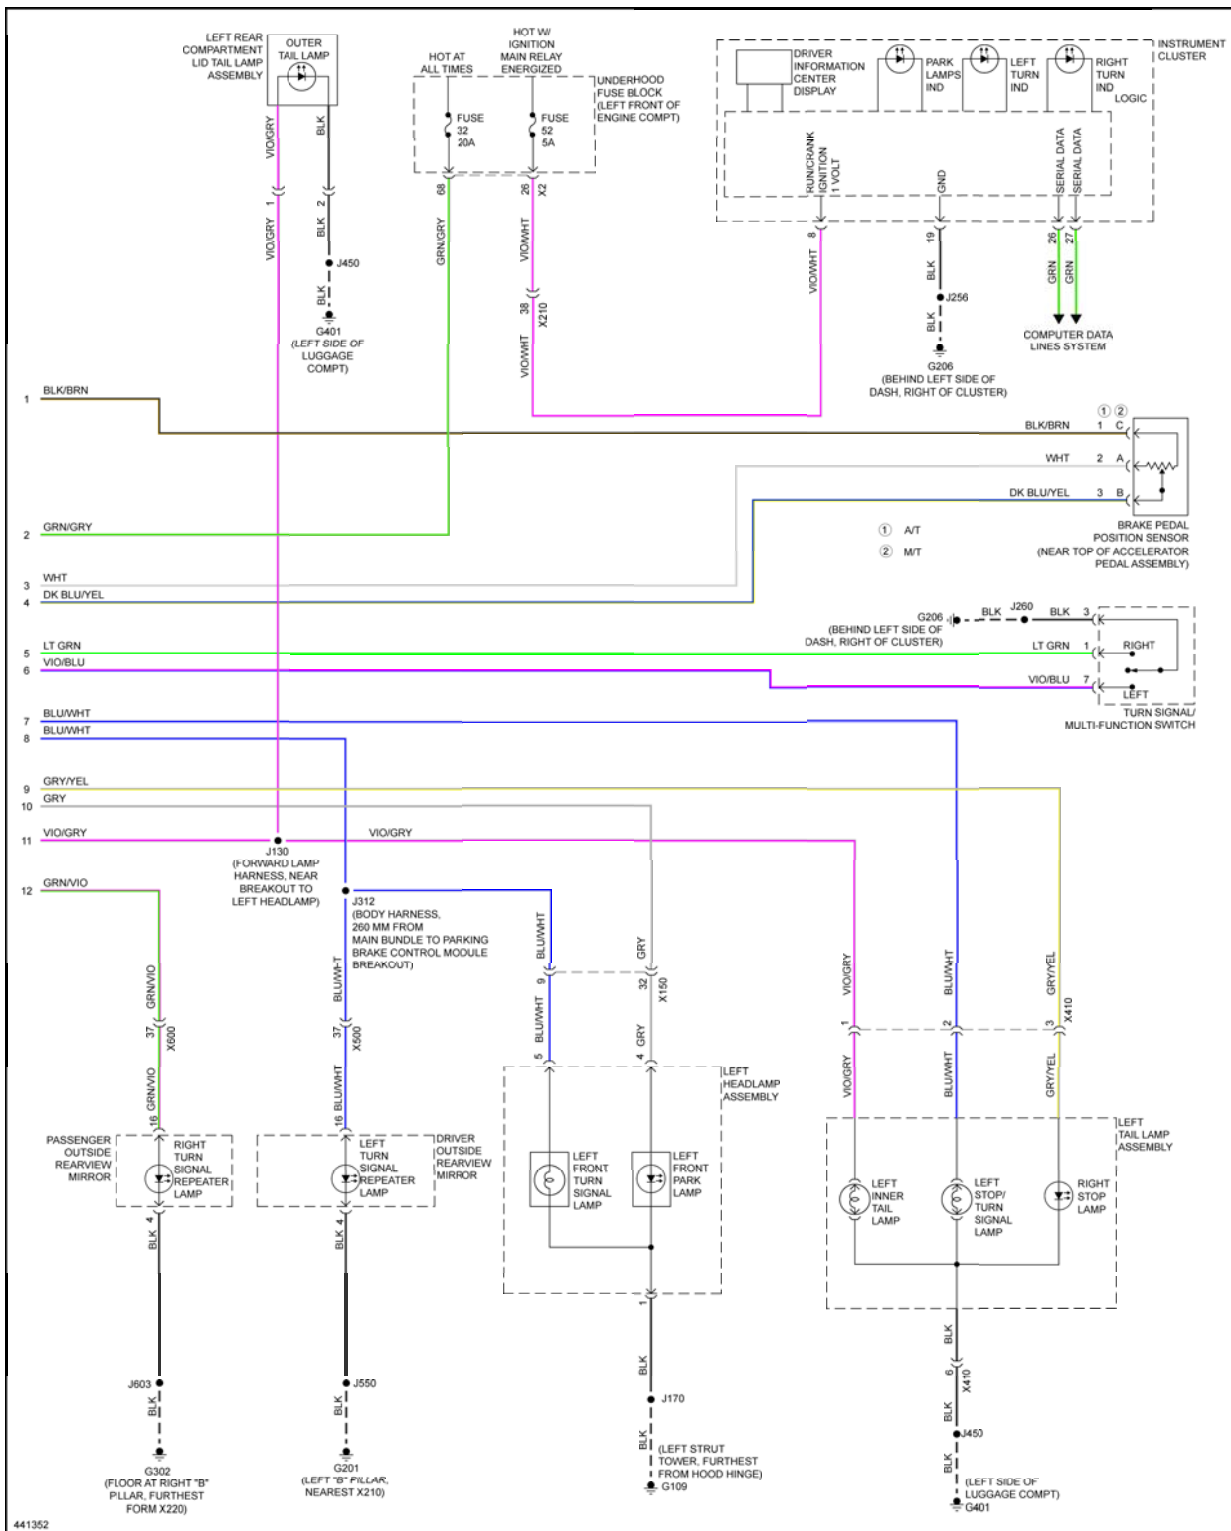 LEFT REAR
COMPARTMENT
LID TAIL LAMP
ASSEMBLY
OUTER
TAIL LAMP
VIO/GRY
BLK
1
2
VIO/GRY
BLK
J450
BLK
G401
(LEFT SIDE OF
LUGGAGE
COMPT)
HOT AT
ALL TIMES
HOT W/
IGNITION
MAIN RELAY
ENERGIZED
UNDERHOOD
FUSE BLOCK
(LEFT FRONT OF
ENGINE COMPT)
FUSE
32
20A
FUSE
52
5A
68
26
X2
GRN/GRY
VIO/WHT
38
X210
VIO/WHT
INSTRUMENT
CLUSTER
DRIVER
INFORMATION
CENTER
DISPLAY
PARK
LAMPS
IND
LEFT
TURN
IND
RIGHT
TURN
IND
LOGIC
RUN/CRANK
IGNITION
1 VOLT
GND
SERIAL DATA
SERIAL DATA
8
19
26
27
VIO/WHT
BLK
GRN
GRN
J256
BLK
G206
(BEHIND LEFT SIDE OF
DASH, RIGHT OF CLUSTER)
COMPUTER DATA
LINES SYSTEM
1 BLK/BRN
1 2
BLK/BRN 1 C
WHT 2 A
DK BLU/YEL 3 B
BRAKE PEDAL
POSITION SENSOR
(NEAR TOP OF ACCELERATOR
PEDAL ASSEMBLY)
1 A/T
2 M/T
2 GRN/GRY
3 WHT
4 DK BLU/YEL
G206
(BEHIND LEFT SIDE OF
DASH, RIGHT OF CLUSTER)
BLK
J260
BLK 3
LT GRN 1
RIGHT
VIO/BLU 7
LEFT
TURN SIGNAL/
MULTI-FUNCTION SWITCH
5 LT GRN
6 VIO/BLU
7 BLU/WHT
8 BLU/WHT
9 GRY/YEL
10 GRY
11 VIO/GRY
VIO/GRY
J130
(FORWARD LAMP
HARNESS, NEAR
BREAKOUT TO
LEFT HEADLAMP)
12 GRN/VIO
J312
(BODY HARNESS,
260 MM FROM
MAIN BUNDLE TO PARKING
BRAKE CONTROL MODULE
BREAKOUT)
GRN/VIO
37
X600
GRN/VIO
16
BLU/WHT
37
X500
BLU/WHT
16
BLU/WHT
9
BLU/WHT
5
GRY
32
X150
GRY
4
VIO/GRY
1
VIO/GRY
BLU/WHT
2
BLU/WHT
GRY/YEL
3
X410
GRY/YEL
PASSENGER
OUTSIDE
REARVIEW
MIRROR
RIGHT
TURN
SIGNAL
REPEATER
LAMP
LEFT
TURN
SIGNAL
REPEATER
LAMP
DRIVER
OUTSIDE
REARVIEW
MIRROR
LEFT
HEADLAMP
ASSEMBLY
LEFT
FRONT
TURN
SIGNAL
LAMP
LEFT
FRONT
PARK
LAMP
LEFT
TAIL LAMP
ASSEMBLY
LEFT
INNER
TAIL
LAMP
LEFT
STOP/
TURN
SIGNAL
LAMP
RIGHT
STOP
LAMP
4
BLK
4
BLK
1
BLK
BLK
6
X410
BLK
J603
BLK
J550
BLK
J170
BLK
J450
BLK
G302
(FLOOR AT RIGHT "B"
PLLAR, FURTHEST
FORM X220)
G201
(LEFT "B" PILLAR,
NEAREST X210)
(LEFT STRUT
TOWER, FURTHEST
FROM HOOD HINGE)
G109
(LEFT SIDE OF
LUGGAGE COMPT)
G401
441352